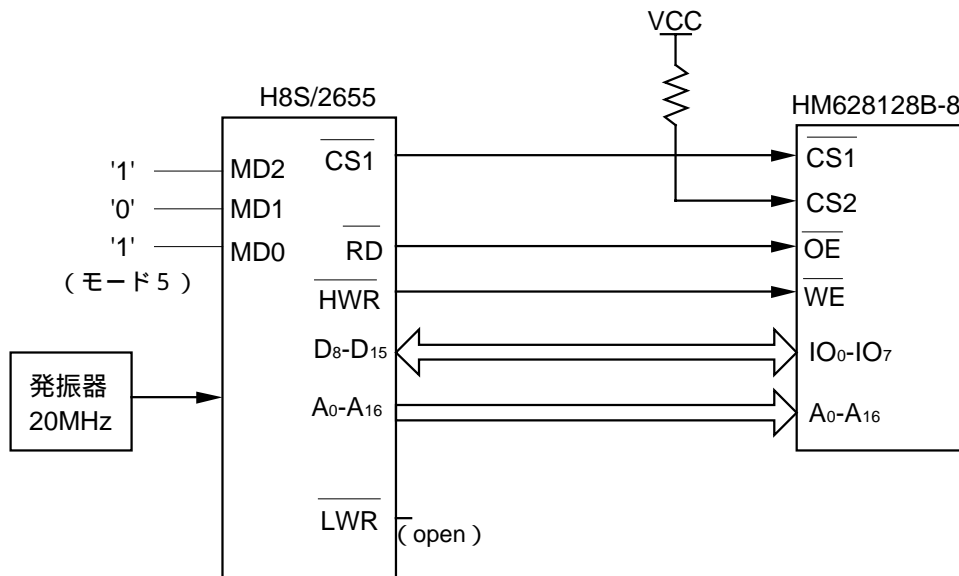 VCC
H8S/2655
HM628128B-8
'1'
MD2
CS1
CS1
'0'
MD1
CS2
'1'
MD0
RD
OE
(モード5)
HWR
WE
D8-D15
IO0-IO7
発振器
20MHz
A0-A16
A0-A16
LWR
(open)